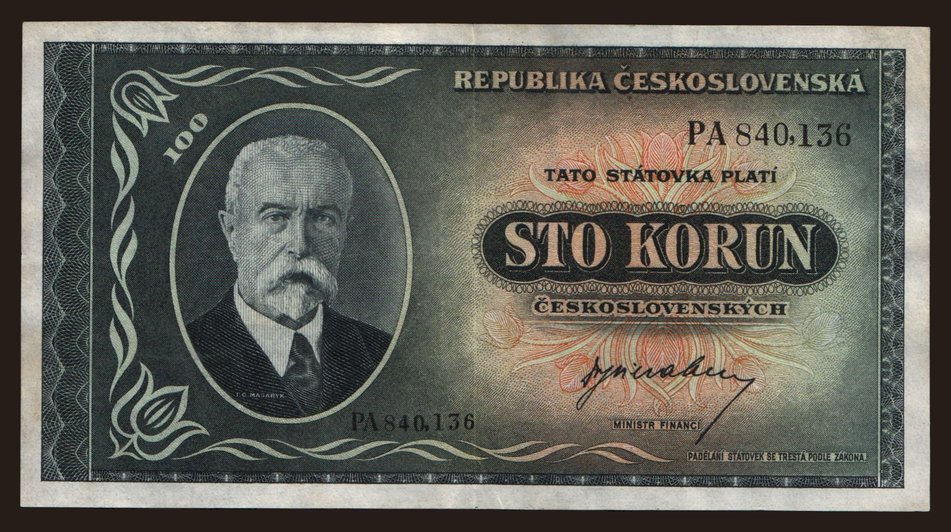 REPUBLIKA ČESKOSLOVENSKÁ
100
PA 840,136
TATO STÁTOVKA PLATÍ
STO KORUN
ČESKOSLOVENSKÝCH
T. G. MASARYK
PA 840,136
MINISTR FINANCÍ
PADĚLÁNÍ STÁTOVEK SE TRESTÁ PODLE ZÁKONA.